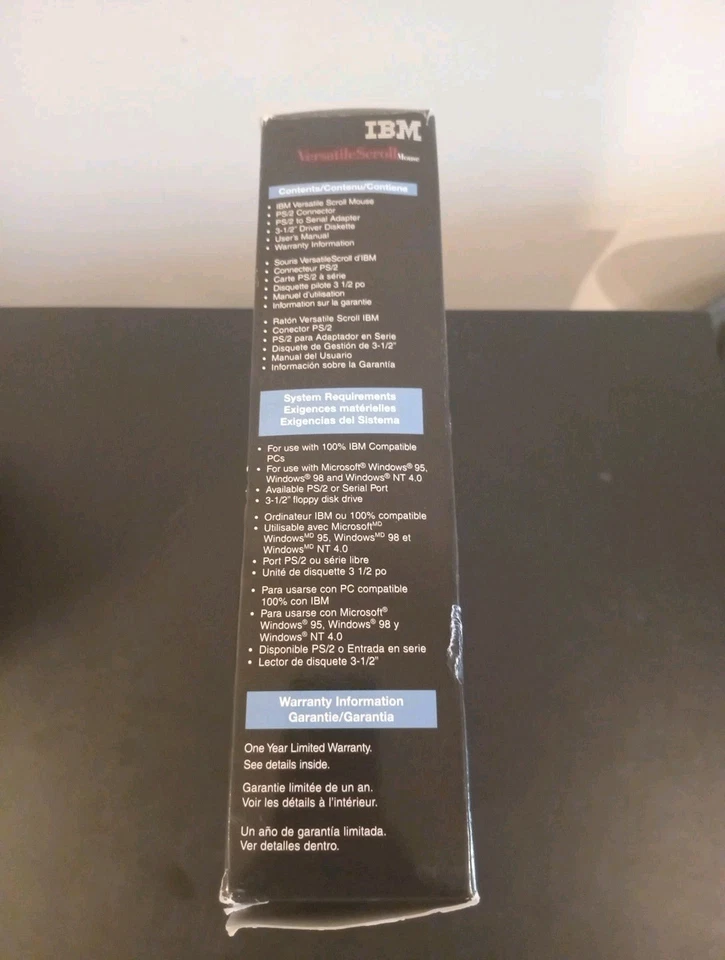 IBM
VersatileScroll Mouse
Contents/Contenu/Contiene
• IBM Versatile Scroll Mouse
• PS/2 Connector
• PS/2 to Serial Adapter
• 3-1/2" Driver Diskette
• User's Manual
• Warranty Information
• Souris VersatileScroll d'IBM
• Connecteur PS/2
• Carte PS/2 à série
• Disquette pilote 3 1/2 po
• Manuel d'utilisation
• Information sur la garantie
• Ratón Versatile Scroll IBM
• Conector PS/2
• PS/2 para Adaptador en Serie
• Disquete de Gestión de 3-1/2"
• Manual del Usuario
• Información sobre la Garantía
System Requirements
Exigences matérielles
Exigencias del Sistema
• For use with 100% IBM Compatible
PCs
• For use with Microsoft® Windows® 95,
Windows® 98 and Windows® NT 4.0
• Available PS/2 or Serial Port
• 3-1/2" floppy disk drive
• Ordinateur IBM ou 100% compatible
• Utilisable avec Microsoft MD
Windows MD 95, Windows MD 98 et
Windows MD NT 4.0
• Port PS/2 ou série libre
• Unité de disquette 3 1/2 po
• Para usarse con PC compatible
100% con IBM
• Para usarse con Microsoft®
Windows® 95, Windows® 98 y
Windows® NT 4.0
• Disponible PS/2 o Entrada en serie
• Lector de disquete 3-1/2"
Warranty Information
Garantie/Garantia
One Year Limited Warranty.
See details inside.
Garantie limitée de un an.
Voir les détails à l'intérieur.
Un año de garantía limitada.
Ver detalles dentro.